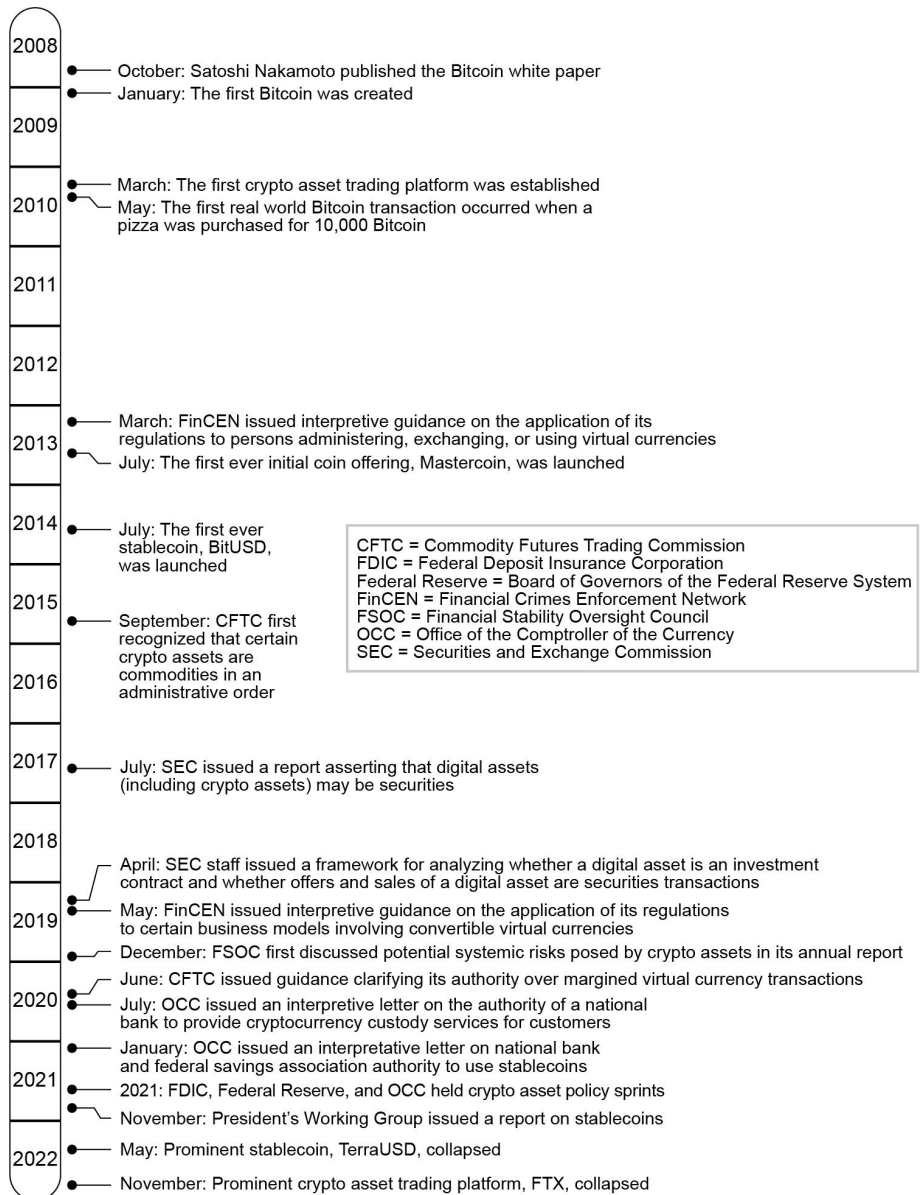 2008
October: Satoshi Nakamoto published the Bitcoin white paper
January: The first Bitcoin was created
2009
March: The first crypto asset trading platform was established
2010
May: The first real world Bitcoin transaction occurred when a
pizza was purchased for 10,000 Bitcoin
2011
2012
March: FinCEN issued interpretive guidance on the application of its
regulations to persons administering, exchanging, or using virtual currencies
2013
July: The first ever initial coin offering, Mastercoin, was launched
2014
July: The first ever
stablecoin, BitUSD,
was launched
CFTC = Commodity Futures Trading Commission
FDIC = Federal Deposit Insurance Corporation
Federal Reserve = Board of Governors of the Federal Reserve System
FinCEN = Financial Crimes Enforcement Network
FSOC = Financial Stability Oversight Council
OCC = Office of the Comptroller of the Currency
SEC = Securities and Exchange Commission
2015
September: CFTC first
recognized that certain
crypto assets are
commodities in an
administrative order
2016
2017
July: SEC issued a report asserting that digital assets
(including crypto assets) may be securities
2018
April: SEC staff issued a framework for analyzing whether a digital asset is an investment
contract and whether offers and sales of a digital asset are securities transactions
2019
May: FinCEN issued interpretive guidance on the application of its regulations
to certain business models involving convertible virtual currencies
December: FSOC first discussed potential systemic risks posed by crypto assets in its annual report
2020
June: CFTC issued guidance clarifying its authority over margined virtual currency transactions
July: OCC issued an interpretive letter on the authority of a national
bank to provide cryptocurrency custody services for customers
January: OCC issued an interpretative letter on national bank
and federal savings association authority to use stablecoins
2021
2021: FDIC, Federal Reserve, and OCC held crypto asset policy sprints
November: President's Working Group issued a report on stablecoins
2022
May: Prominent stablecoin, TerraUSD, collapsed
November: Prominent crypto asset trading platform, FTX, collapsed